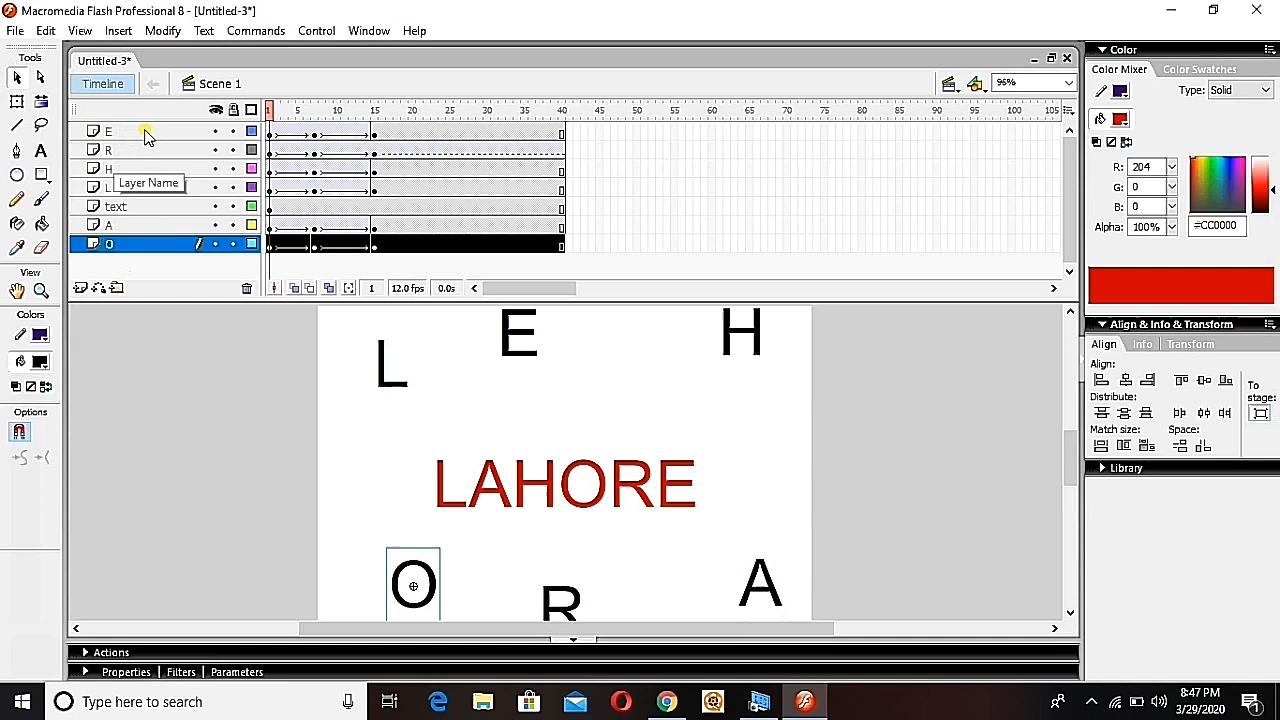 Macromedia Flash Professional 8 - [Untitled-3*]
File Edit View Insert Modify Text Commands Control Window Help
Tools
Untitled-3*
Timeline Scene 1 96%
1 5 10 15 20 25 30 35 40 45 50 55 60 65 70 75 80 85 90 95 100 105
E
R
H
L
Layer Name
text
A
O
1 12.0 fps 0.0s
View
Colors
Options
L E H
LAHORE
O R A
Actions
Properties Filters Parameters
Color
Color Mixer Color Swatches
Type: Solid
R: 204
G: 0
B: 0
Alpha: 100% #CC0000
Align & Info & Transform
Align Info Transform
Align:
Distribute:
Match size: Space:
To
stage:
Library
Type here to search
8:47 PM
3/29/2020
1